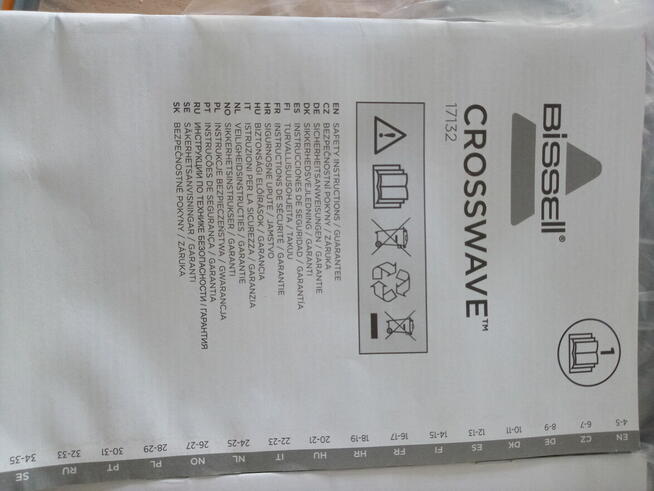 BISSELL®
CROSSWAVE™
17132
1
EN SAFETY INSTRUCTIONS / GUARANTEE
CZ BEZPEČNOSTNÍ POKYNY / ZÁRUKA
DE SICHERHEITSANWEISUNGEN / GARANTIE
DK SIKKERHEDSVEJLEDNING / GARANTI
ES INSTRUCCIONES DE SEGURIDAD / GARANTÍA
FI TURVALLISUUSOHJEITA / TAKUU
FR INSTRUCTIONS DE SÉCURITÉ / GARANTIE
HR SIGURNOSNE UPUTE / JAMSTVO
HU BIZTONSÁGI ELŐÍRÁSOK / GARANCIA
IT ISTRUZIONI PER LA SICUREZZA / GARANZIA
NL VEILIGHEIDSINSTRUCTIES / GARANTIE
NO SIKKERHETSINSTRUKSER / GARANTI
PL INSTRUKCJE BEZPIECZEŃSTWA / GWARANCJA
PT INSTRUÇÕES DE SEGURANÇA / GARANTIA
RU ИНСТРУКЦИИ ПО ТЕХНИКЕ БЕЗОПАСНОСТИ / ГАРАНТИЯ
SE SÄKERHETSANVISNINGAR / GARANTI
SK BEZPEČNOSTNÉ POKYNY / ZÁRUKA
EN 4-5
CZ 6-7
DE 8-9
DK 10-11
ES 12-13
FI 14-15
FR 16-17
HR 18-19
HU 20-21
IT 22-23
NL 24-25
NO 26-27
PL 28-29
PT 30-31
RU 32-33
SE 34-35